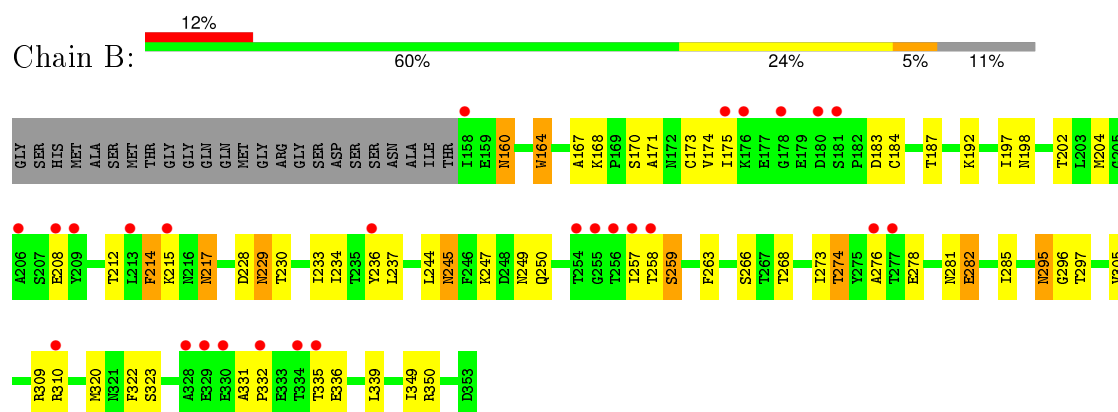 12%
Chain B:
60% 24% 5% 11%
GLY SER HIS MET ALA SER MET THR GLY GLY GLN GLN MET GLY ARG GLY SER ASP SER SER ASN ALA ILE THR I158 E159 N160 W164 A167 K168 P169 S170 A171 N172 C173 V174 I175 K176 E177 G178 E179 D180 S181 P182 D183 C184 T187 K192 I197 N198 T202 L203 M204 Q205
A206 S207 E208 Y209 T212 L213 F214 K215 N216 N217 D228 N229 T230 I233 I234 T235 Y236 L237 L244 N245 F246 K247 D248 N249 Q250 T254 G255 T256 I257 T258 S259 F263 S266 T267 T268 I273 T274 Y275 A276 T277 E278 N281 E282 I285 N295 G296 T297 V305
R309 R310 M320 N321 F322 S323 A328 E329 E330 A331 P332 E333 T334 T335 E336 L339 I349 R350 D353